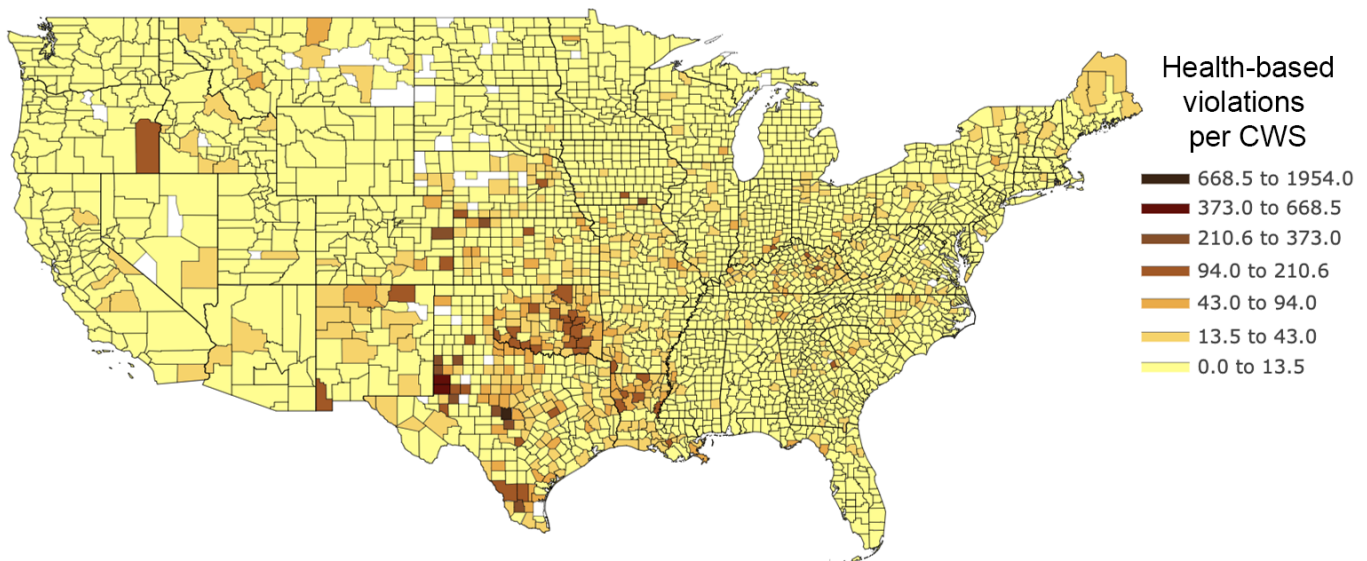 Health-based
violations
per CWS
668.5 to 1954.0
373.0 to 668.5
210.6 to 373.0
94.0 to 210.6
43.0 to 94.0
13.5 to 43.0
0.0 to 13.5